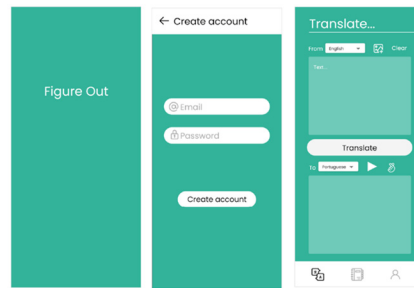 Figure Out
← Create account
@ Email
Password
Create account
Translate...
From English Clear
Text...
Translate
To Portuguese